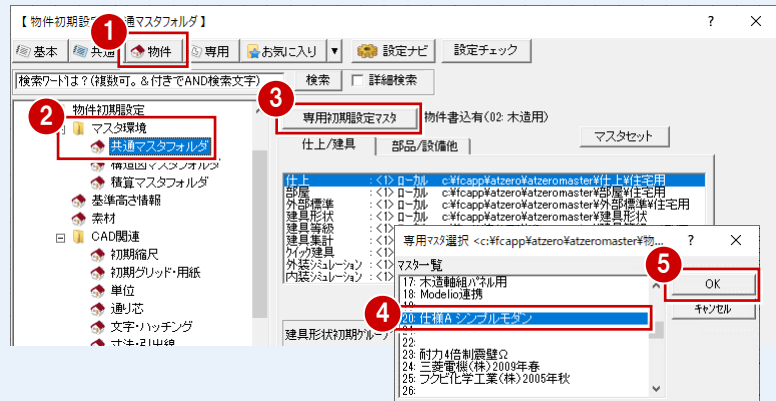 【 物件初期設 通マスタフォルダ 】
1
基本 共通 物件 専用 お気に入り 設定ナビ 設定チェック
検索ワードは？(複数可。&付きでAND検索文字) 検索 詳細検索
物件初期設定
2
マスタ環境
共通マスタフォルダ
構造図マスタフォルダ
積算マスタフォルダ
基準高さ情報
素材
CAD関連
初期縮尺
初期グリッド・用紙
単位
通り芯
文字・ハッチング
寸法・引出線
3
専用初期設定マスタ 物件書込有(02: 木造用)
マスタセット
仕上/建具 部品/設備他
仕上 : <1> ローカル c:¥fcapp¥atzero¥atzeromaster¥仕上¥住宅用
部屋 : <1> ローカル c:¥fcapp¥atzero¥atzeromaster¥部屋¥住宅用
外部標準 : <1> ローカル c:¥fcapp¥atzero¥atzeromaster¥外部標準¥住宅用
建具形状 : <1> ローカル c:¥fcapp¥atzero¥atzeromaster¥建具形状
建具等級 : <1>
建具集計 : <1>
クイック建具 : <1>
外装シミュレーション : <1>
内装シミュレーション : <1>
建具形状初期グループ
専用マスタ選択 <c:¥fcapp¥atzero¥atzeromaster¥物...
マスタ一覧
17: 木造軸組パネル用
18: Modelio連携
4
20: 仕様A シンプルモダン
22:
23: 耐力4倍制震壁Ω
24: 三菱電機(株)2009年春
25: フクビ化学工業(株)2005年秋
26:
5
OK
キャンセル